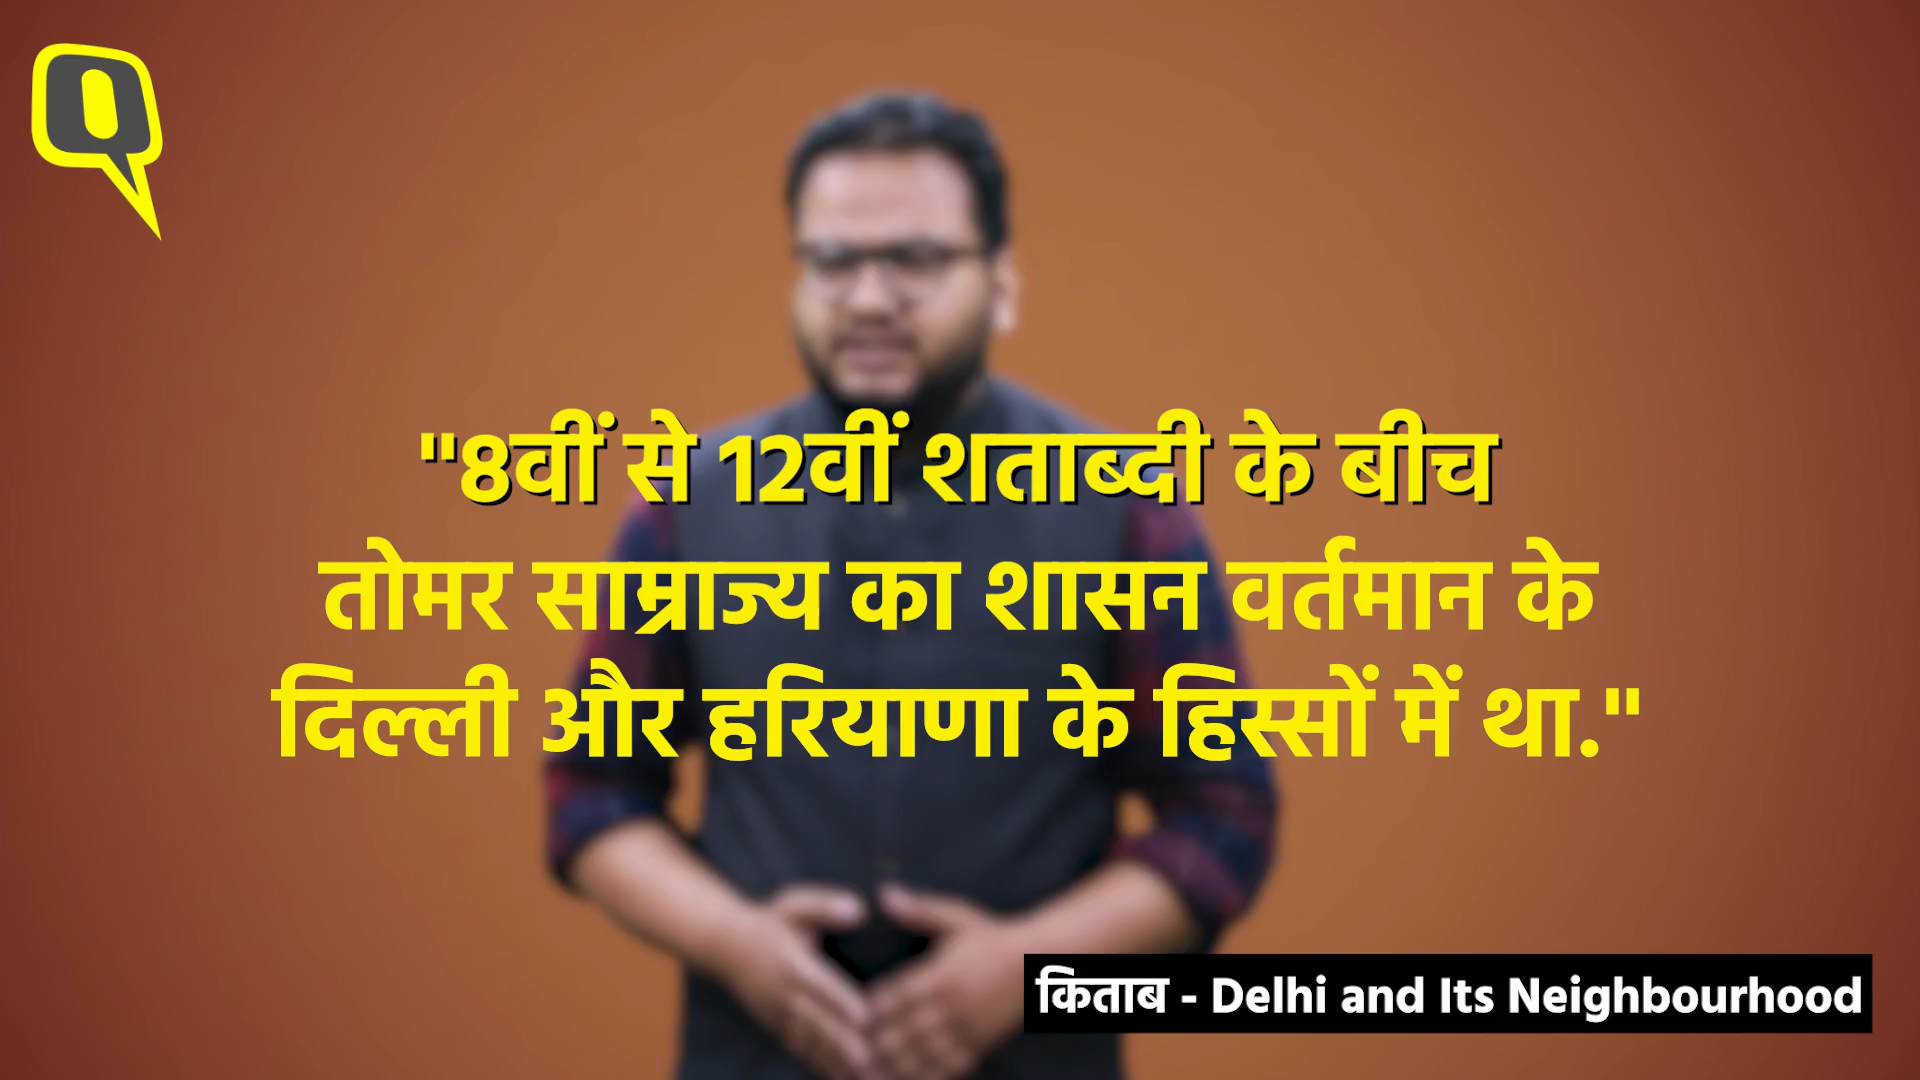 "8वीं से 12वीं शताब्दी के बीच
तोमर साम्राज्य का शासन वर्तमान के
दिल्ली और हरियाणा के हिस्सों में था."
किताब - Delhi and Its Neighbourhood